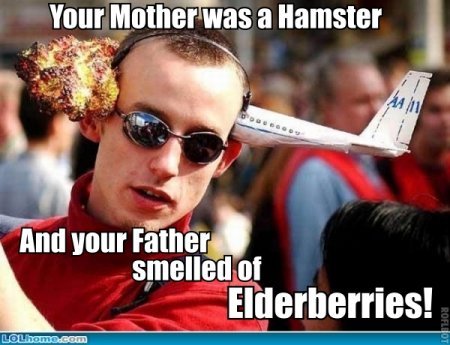 Your Mother was a Hamster
AA 11
And your Father
smelled of
Elderberries!
ROFLBOT
LOLhome.com